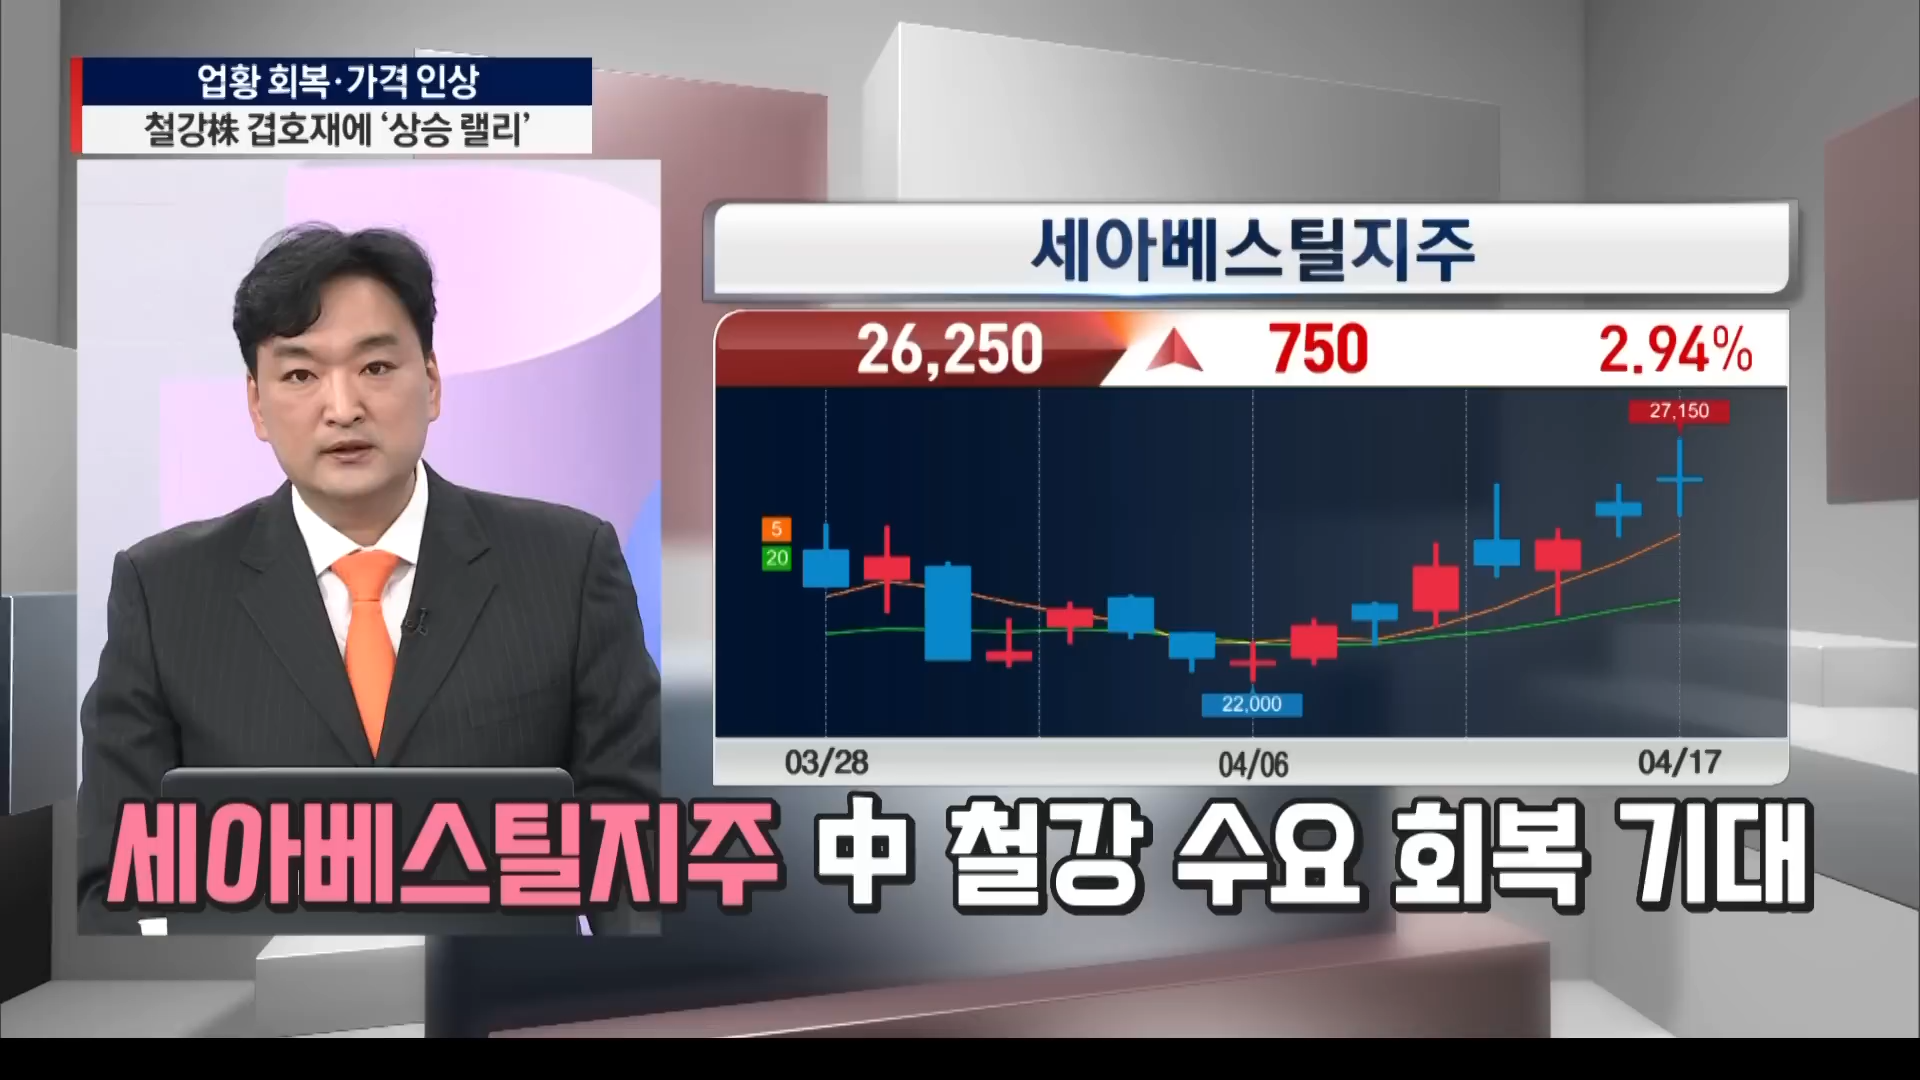 업황 회복·가격 인상
철강株 겹호재에 ‘상승 랠리’
세아베스틸지주
26,250 750 2.94%
27,150
5
20
22,000
03/28 04/06 04/17
세아베스틸지주 中 철강 수요 회복 기대